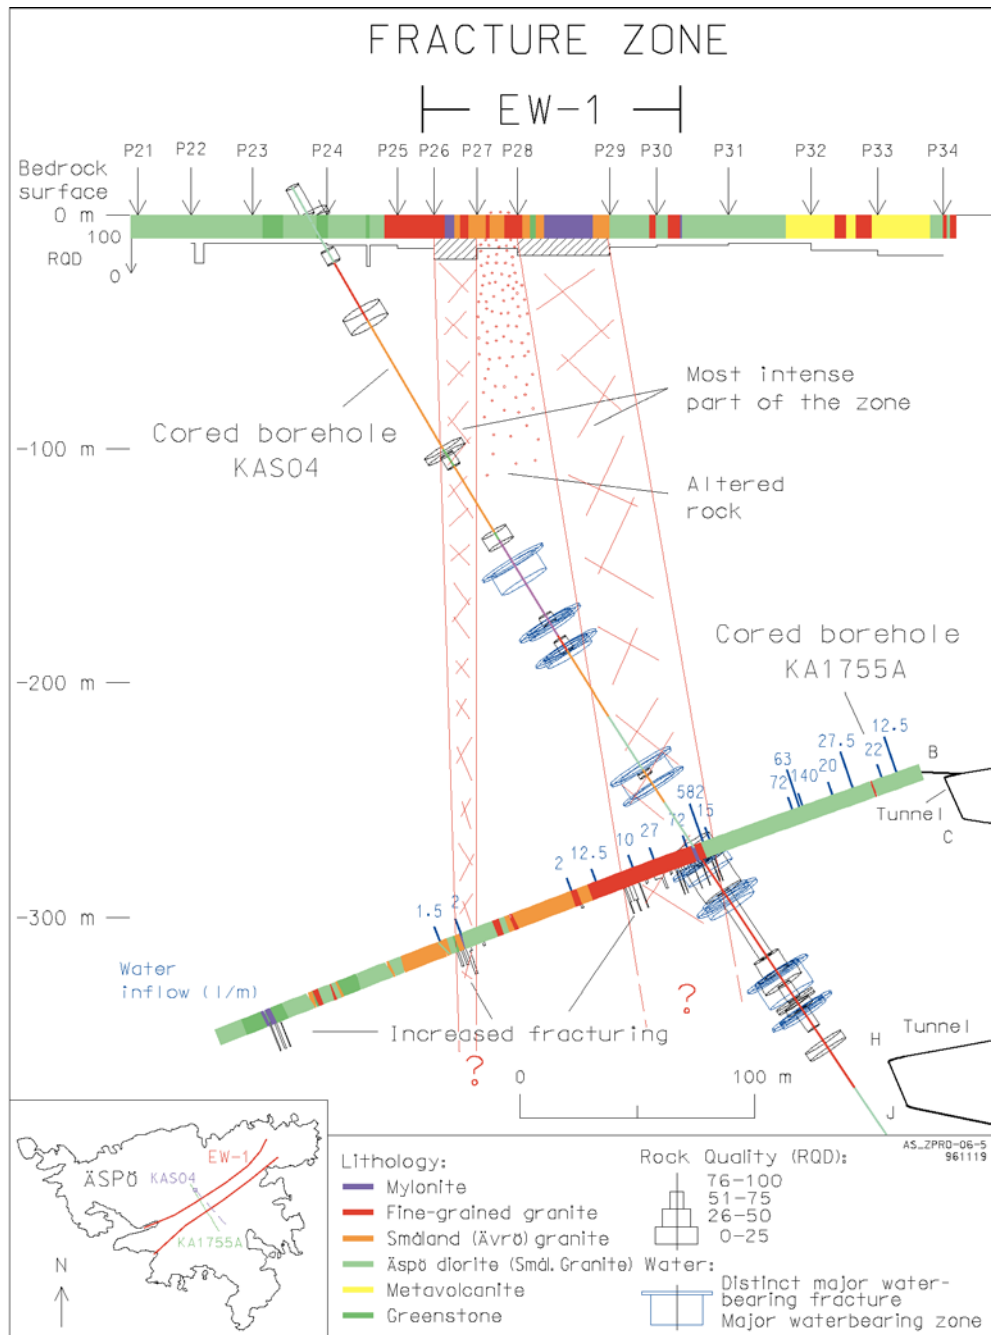 FRACTURE ZONE
EW-1
P21 P22 P23 P24 P25 P26 P27 P28 P29 P30 P31 P32 P33 P34
Bedrock
surface
0 m
100
RQD
0
Most intense
part of the zone
Cored borehole
KAS04
-100 m
Altered
rock
Cored borehole
KA1755A
-200 m
12.5
27.5
22
B
63
140
20
72
582
15
Tunnel
C
72
27
10
12.5
2
-300 m
2
1.5
Water
inflow (l/m)
Increased fracturing
?
?
H
Tunnel
0
100 m
J
AS_ZPRD-06-5
961119
EW-1
KAS04
ÄSPÖ
KA1755A
N
Lithology:
Mylonite
Fine-grained granite
Småland (Ävrö) granite
Äspö diorite (Smål. Granite)
Metavolcanite
Greenstone
Rock Quality (RQD):
76-100
51-75
26-50
0-25
Water:
Distinct major water-
bearing fracture
Major waterbearing zone